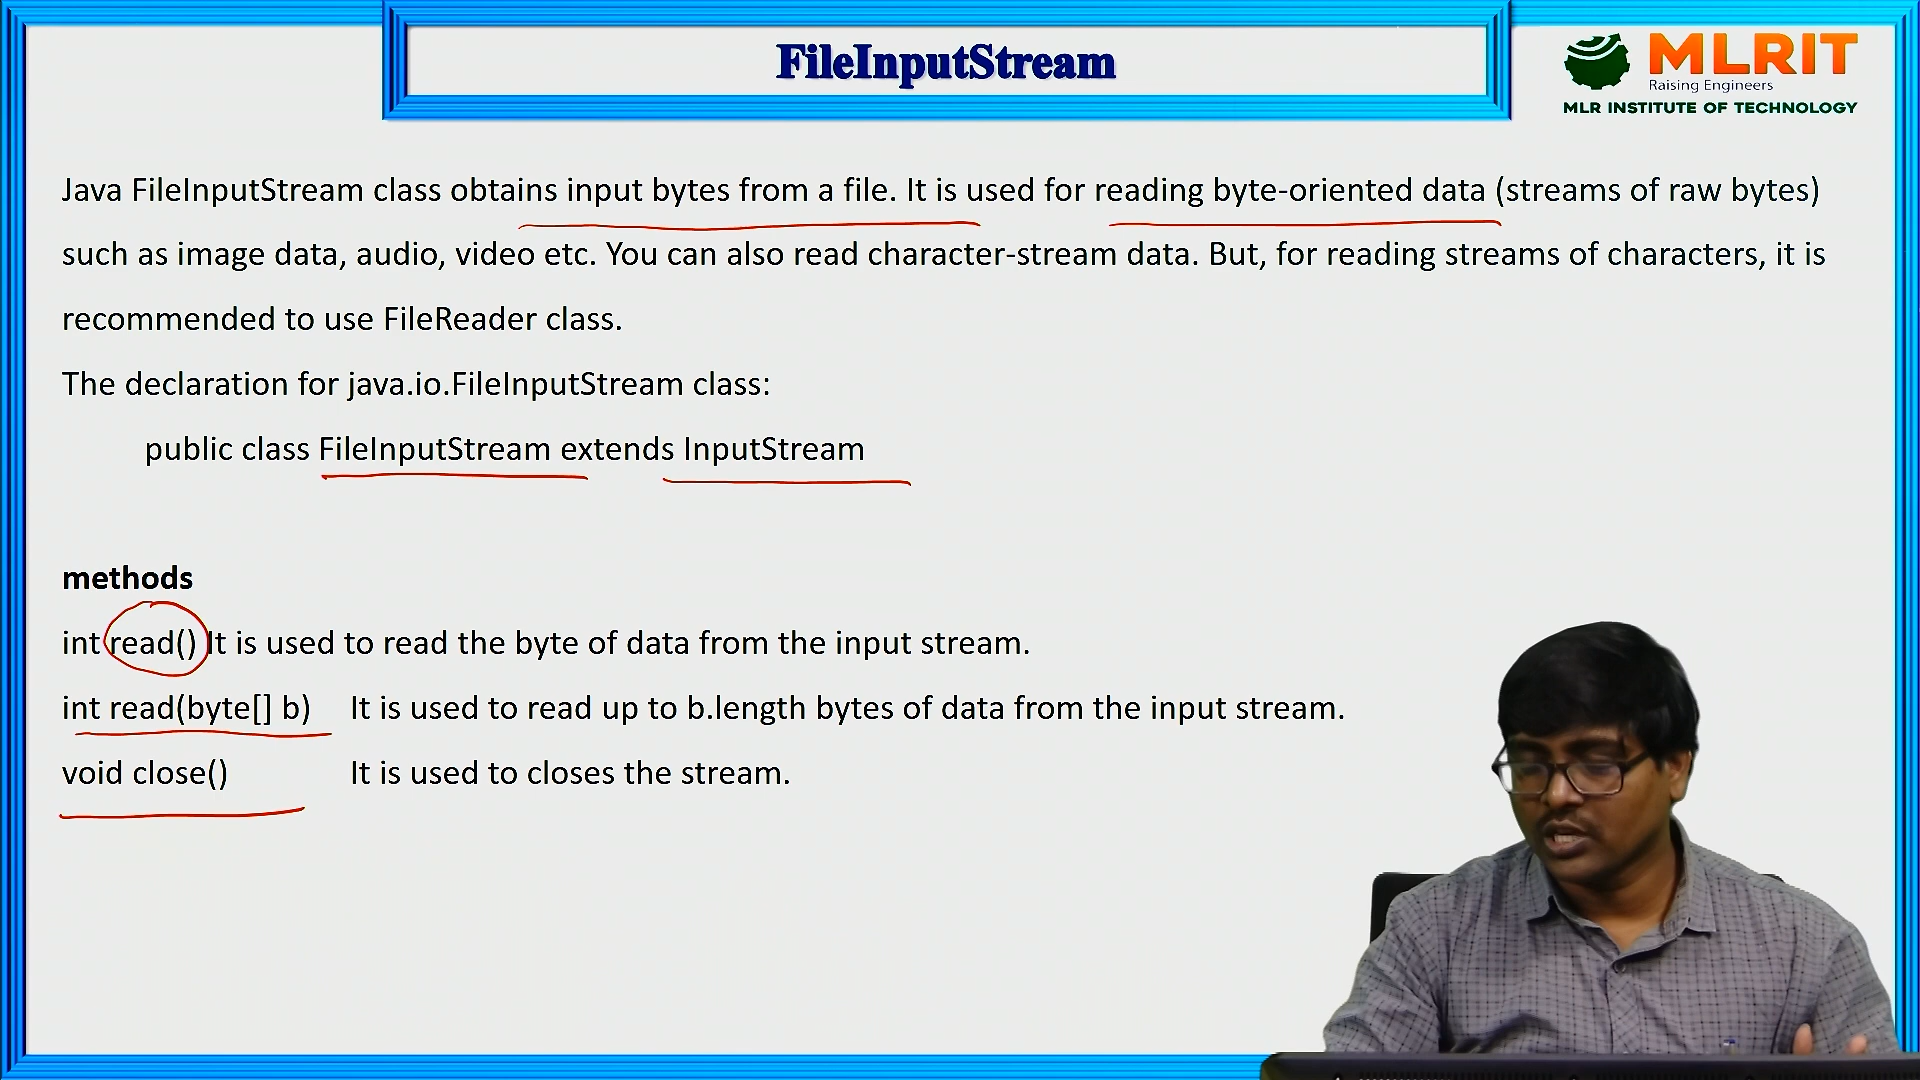 FileInputStream
MLRIT
Raising Engineers
MLR INSTITUTE OF TECHNOLOGY
Java FileInputStream class obtains input bytes from a file. It is used for reading byte-oriented data (streams of raw bytes)
such as image data, audio, video etc. You can also read character-stream data. But, for reading streams of characters, it is
recommended to use FileReader class.
The declaration for java.io.FileInputStream class:
public class FileInputStream extends InputStream
methods
int read() It is used to read the byte of data from the input stream.
int read(byte[] b) It is used to read up to b.length bytes of data from the input stream.
void close() It is used to closes the stream.